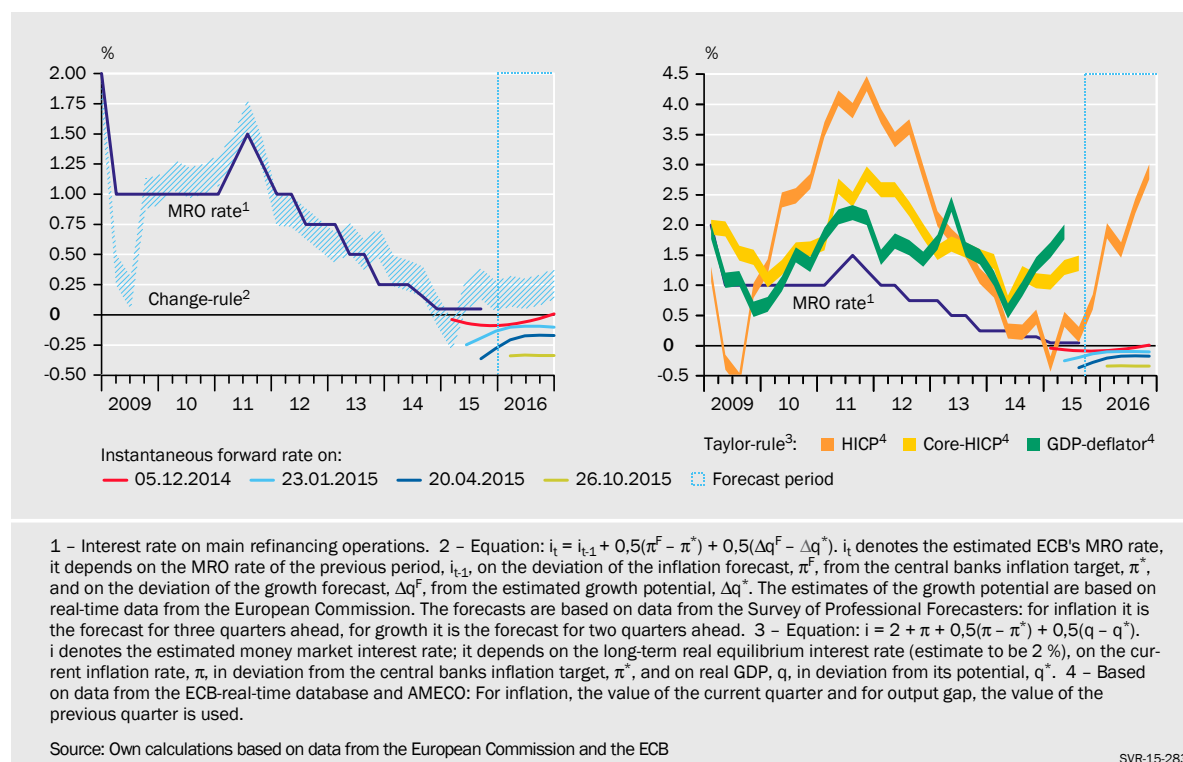 %
2.00
1.75
1.50
1.25
1.00
0.75
0.50
0.25
0
-0.25
-0.50
MRO rate¹
Change-rule²
2009 10 11 12 13 14 15 2016
%
4.5
4.0
3.5
3.0
2.5
2.0
1.5
1.0
0.5
0
-0.5
MRO rate¹
2009 10 11 12 13 14 15 2016
Taylor-rule³: HICP⁴ Core-HICP⁴ GDP-deflator⁴
Instantaneous forward rate on:
05.12.2014 23.01.2015 20.04.2015 26.10.2015 Forecast period
1 – Interest rate on main refinancing operations. 2 – Equation: iₜ = iₜ₋₁ + 0,5(πᶠ – π*) + 0,5(Δqᶠ – Δq*). iₜ denotes the estimated ECB's MRO rate,
it depends on the MRO rate of the previous period, iₜ₋₁, on the deviation of the inflation forecast, πᶠ, from the central banks inflation target, π*,
and on the deviation of the growth forecast, Δqᶠ, from the estimated growth potential, Δq*. The estimates of the growth potential are based on
real-time data from the European Commission. The forecasts are based on data from the Survey of Professional Forecasters: for inflation it is
the forecast for three quarters ahead, for growth it is the forecast for two quarters ahead. 3 – Equation: i = 2 + π + 0,5(π – π*) + 0,5(q – q*).
i denotes the estimated money market interest rate; it depends on the long-term real equilibrium interest rate (estimate to be 2 %), on the cur-
rent inflation rate, π, in deviation from the central banks inflation target, π*, and on real GDP, q, in deviation from its potential, q*. 4 – Based
on data from the ECB-real-time database and AMECO: For inflation, the value of the current quarter and for output gap, the value of the
previous quarter is used.
Source: Own calculations based on data from the European Commission and the ECB
SVR-15-283